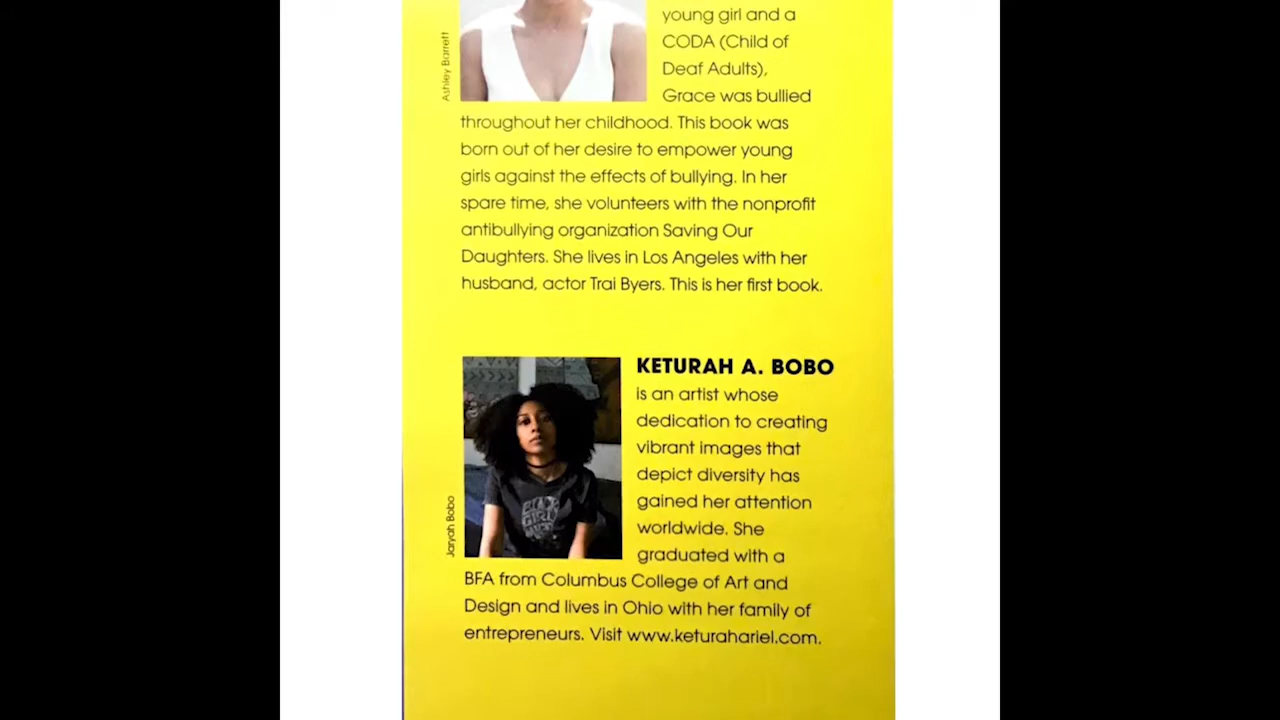 Ashley Barrett
young girl and a
CODA (Child of
Deaf Adults),
Grace was bullied
throughout her childhood. This book was
born out of her desire to empower young
girls against the effects of bullying. In her
spare time, she volunteers with the nonprofit
antibullying organization Saving Our
Daughters. She lives in Los Angeles with her
husband, actor Trai Byers. This is her first book.
Jaryah Bobo
KETURAH A. BOBO
is an artist whose
dedication to creating
vibrant images that
depict diversity has
gained her attention
worldwide. She
graduated with a
BFA from Columbus College of Art and
Design and lives in Ohio with her family of
entrepreneurs. Visit www.keturahariel.com.
BLACK
GIRL